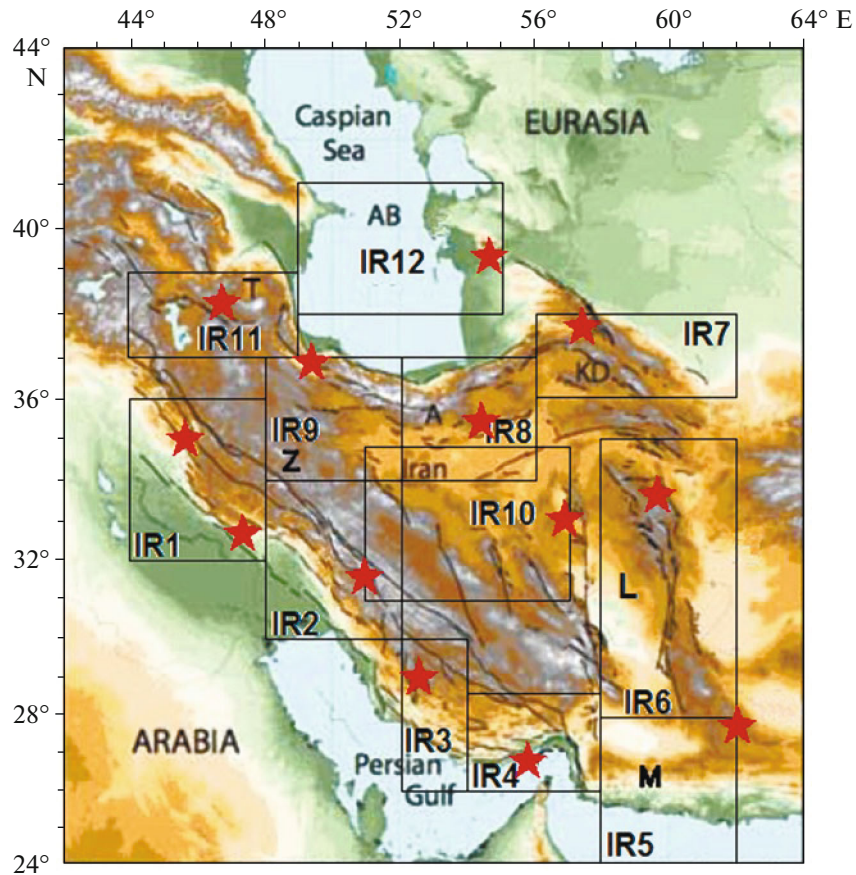 44° 48° 52° 56° 60° 64° E
44°
N
Caspian
Sea
EURASIA
40°
AB
IR12
T
IR11
IR7
KD
36°
A
IR9
IR8
Z
Iran
IR10
IR1
32°
L
IR2
IR6
28°
ARABIA
IR3
Persian
Gulf
IR4
M
IR5
24°